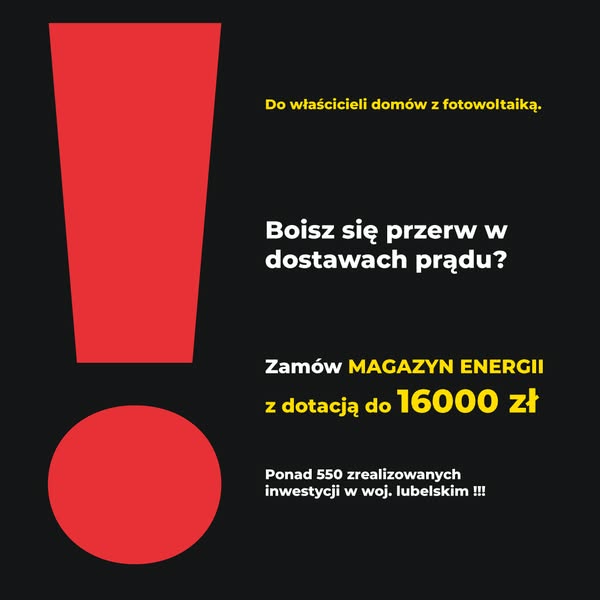 Do właścicieli domów z fotowoltaiką.
Boisz się przerw w
dostawach prądu?
Zamów MAGAZYN ENERGII
z dotacją do 16000 zł
Ponad 550 zrealizowanych
inwestycji w woj. lubelskim !!!